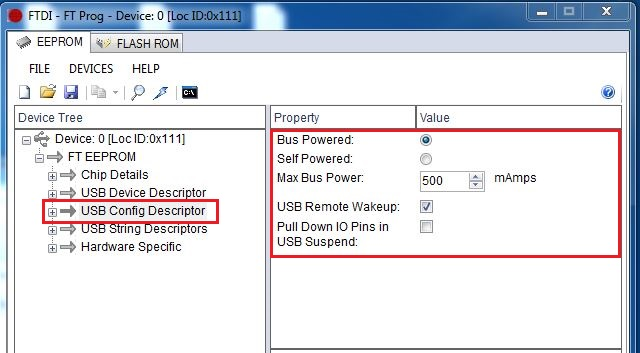 FTDI - FT Prog - Device: 0 [Loc ID:0x111]
EEPROM FLASH ROM
FILE DEVICES HELP
C:\
Device Tree
Device: 0 [Loc ID:0x111]
FT EEPROM
Chip Details
USB Device Descriptor
USB Config Descriptor
USB String Descriptors
Hardware Specific
Property Value
Bus Powered:
Self Powered:
Max Bus Power: 500 mAmps
USB Remote Wakeup:
Pull Down IO Pins in
USB Suspend: